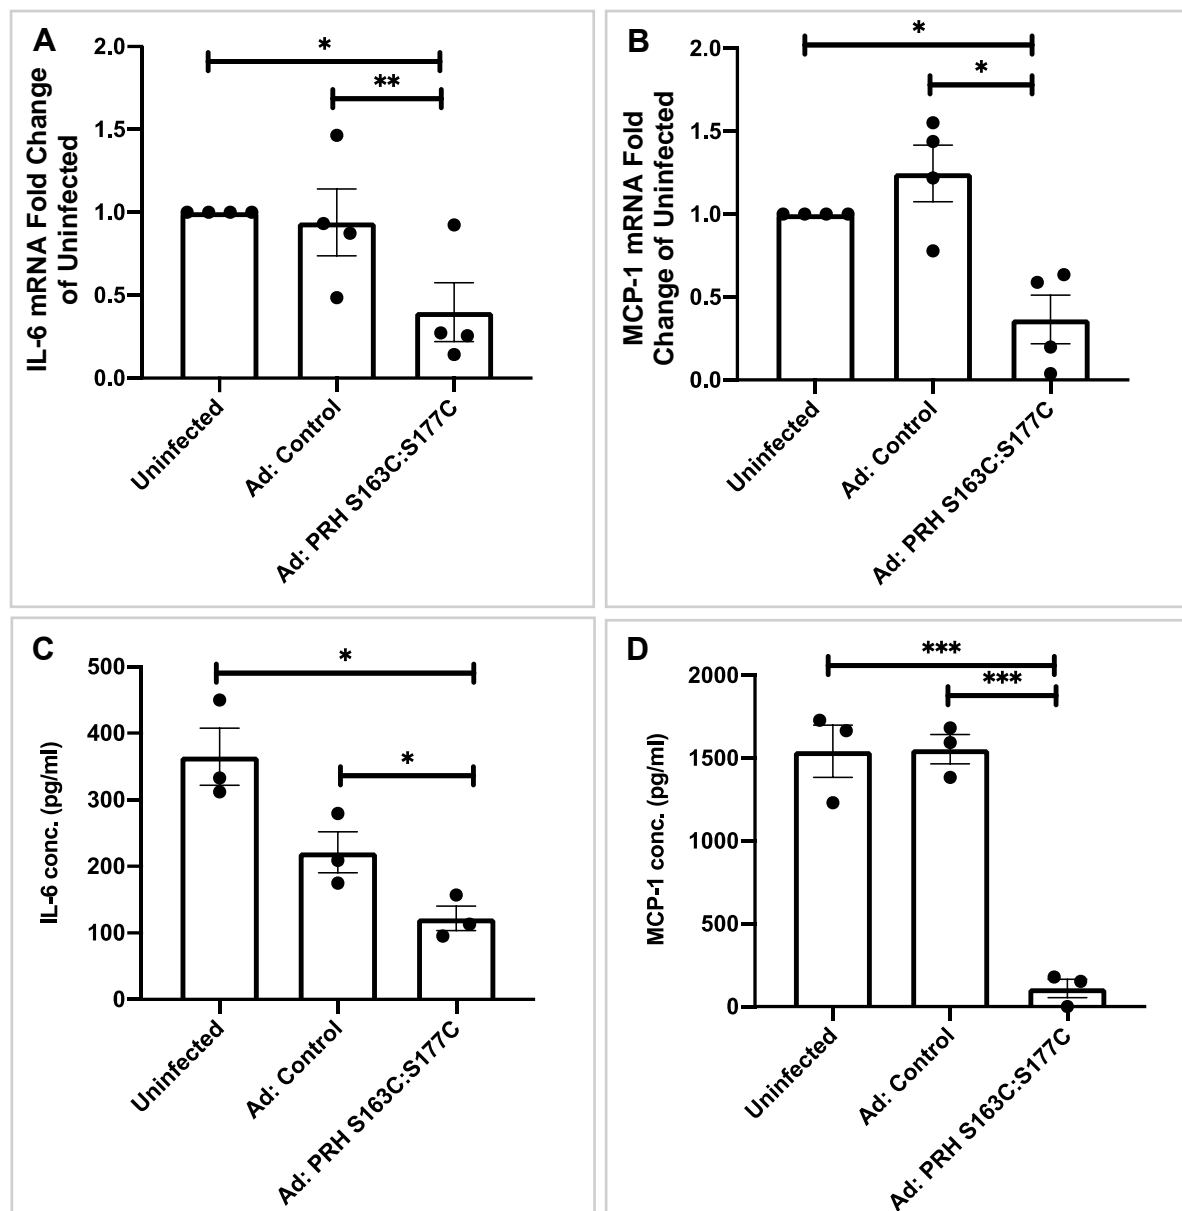 A
IL-6 mRNA Fold Change
of Uninfected
2.0
1.5
1.0
0.5
0.0
*
**
Uninfected
Ad: Control
Ad: PRH S163C:S177C
B
MCP-1 mRNA Fold
Change of Uninfected
2.0
1.5
1.0
0.5
0.0
*
*
Uninfected
Ad: Control
Ad: PRH S163C:S177C
C
IL-6 conc. (pg/ml)
500
400
300
200
100
0
*
*
Uninfected
Ad: Control
Ad: PRH S163C:S177C
D
MCP-1 conc. (pg/ml)
2000
1500
1000
500
0
***
***
Uninfected
Ad: Control
Ad: PRH S163C:S177C